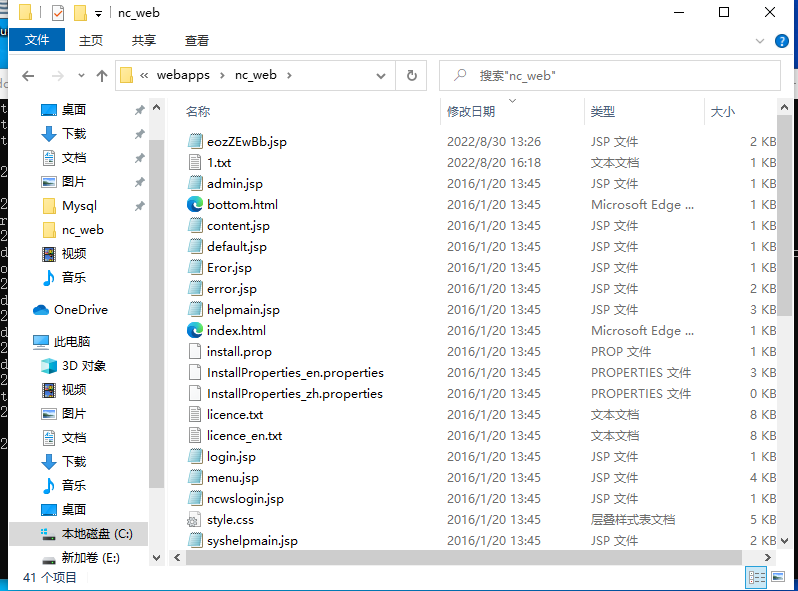 nc_web
文件 主页 共享 查看
« webapps › nc_web ›
搜索"nc_web"
名称 修改日期 类型 大小
eozZEwBb.jsp 2022/8/30 13:26 JSP 文件 2 KB
1.txt 2022/8/20 16:18 文本文档 1 KB
admin.jsp 2016/1/20 13:45 JSP 文件 1 KB
bottom.html 2016/1/20 13:45 Microsoft Edge ... 1 KB
content.jsp 2016/1/20 13:45 JSP 文件 1 KB
default.jsp 2016/1/20 13:45 JSP 文件 1 KB
Eror.jsp 2016/1/20 13:45 JSP 文件 1 KB
error.jsp 2016/1/20 13:45 JSP 文件 2 KB
helpmain.jsp 2016/1/20 13:45 JSP 文件 3 KB
index.html 2016/1/20 13:45 Microsoft Edge ... 1 KB
install.prop 2016/1/20 13:45 PROP 文件 1 KB
InstallProperties_en.properties 2016/1/20 13:45 PROPERTIES 文件 3 KB
InstallProperties_zh.properties 2016/1/20 13:45 PROPERTIES 文件 0 KB
licence.txt 2016/1/20 13:45 文本文档 8 KB
licence_en.txt 2016/1/20 13:45 文本文档 8 KB
login.jsp 2016/1/20 13:45 JSP 文件 1 KB
menu.jsp 2016/1/20 13:45 JSP 文件 4 KB
ncwslogin.jsp 2016/1/20 13:45 JSP 文件 1 KB
style.css 2016/1/20 13:45 层叠样式表文档 5 KB
syshelpmain.jsp 2016/1/20 13:45 JSP 文件 1 KB
桌面
下载
文档
图片
Mysql
nc_web
视频
音乐
OneDrive
此电脑
3D 对象
视频
图片
文档
下载
音乐
桌面
本地磁盘 (C:)
新加卷 (E:)
41 个项目